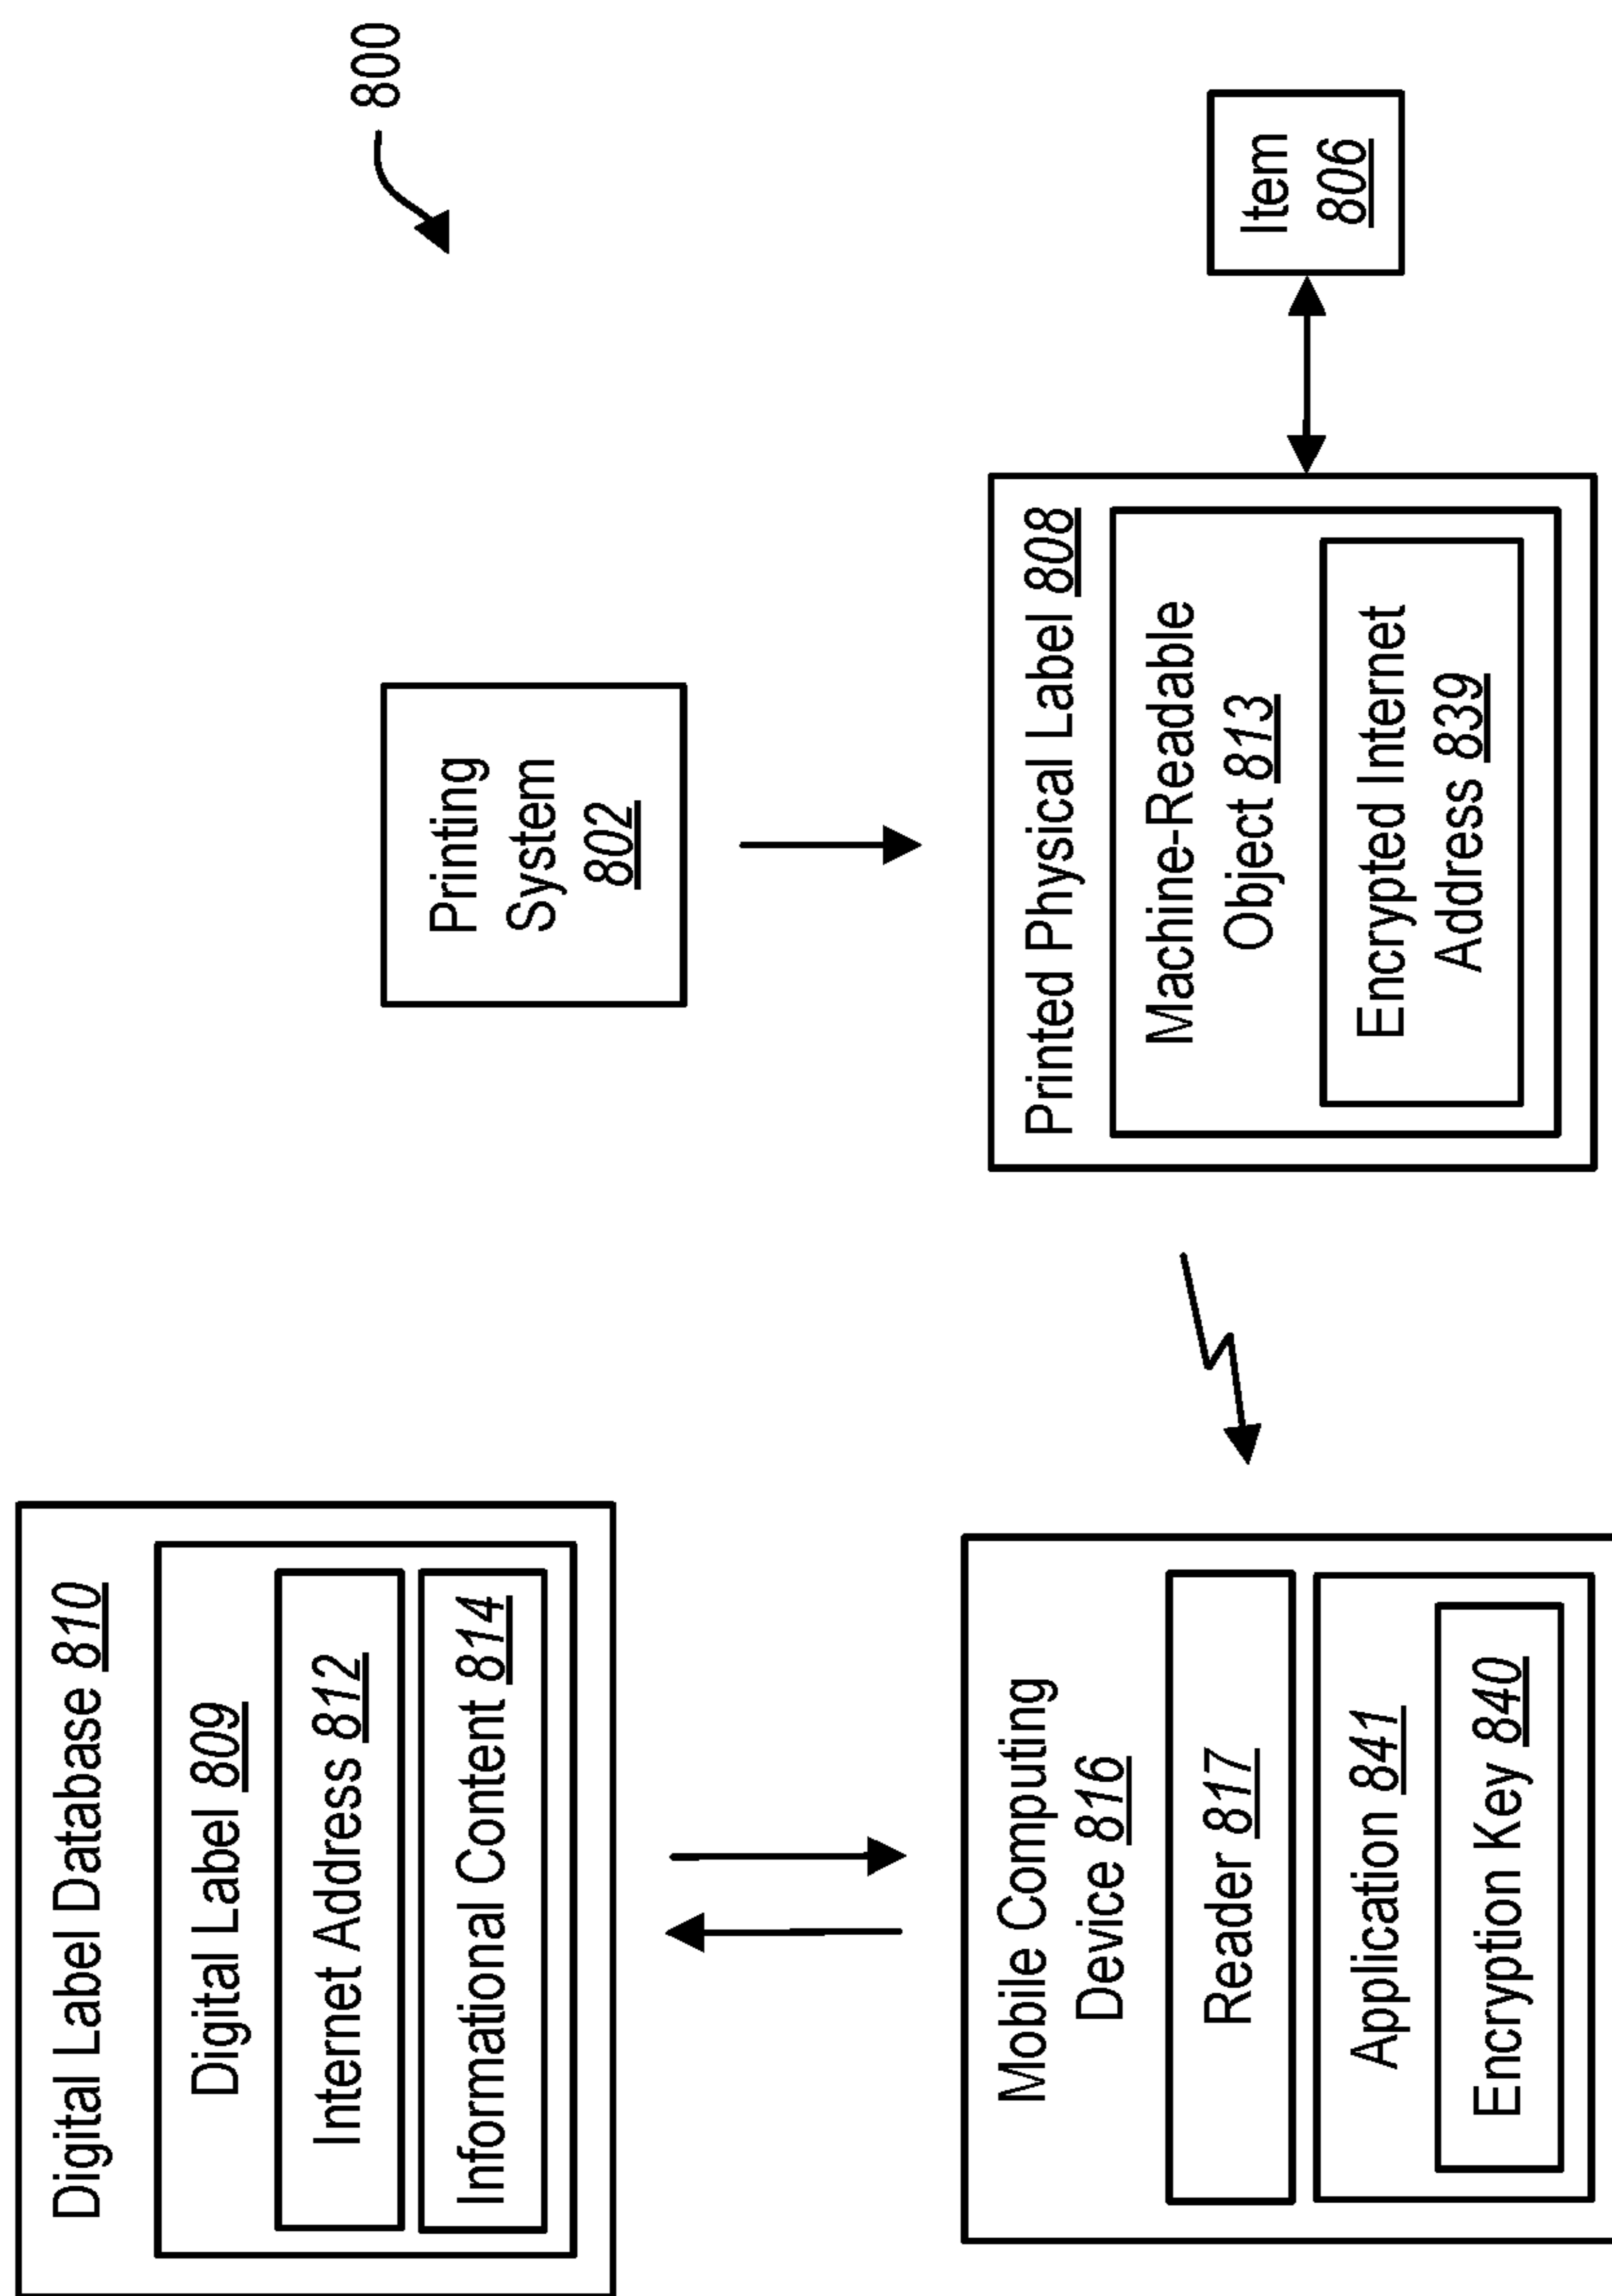 800
Digital Label Database 810
Digital Label 809
Internet Address 812
Informational Content 814
Printing
System
802
Mobile Computing
Device 816
Reader 817
Application 841
Encryption Key 840
Printed Physical Label 808
Machine-Readable
Object 813
Encrypted Internet
Address 839
Item
806